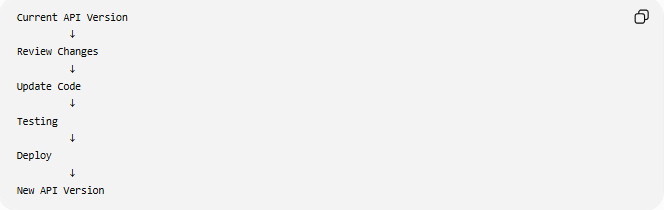 Current API Version
↓
Review Changes
↓
Update Code
↓
Testing
↓
Deploy
↓
New API Version